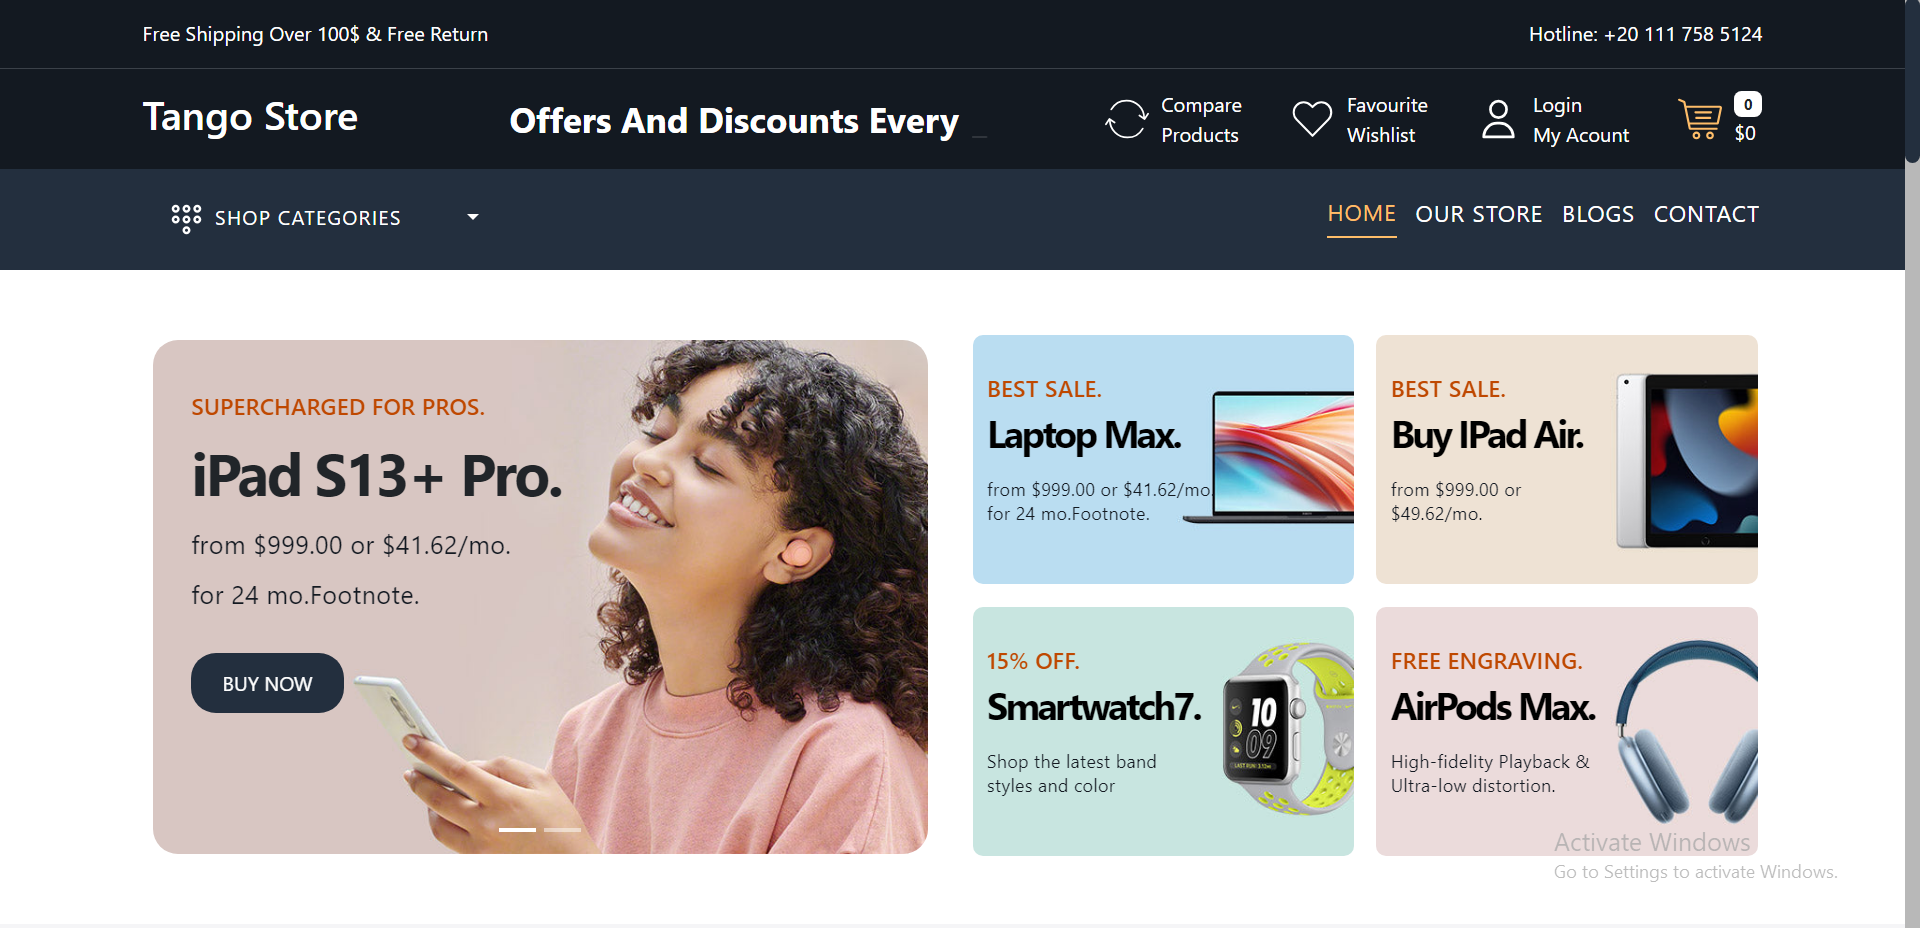 Free Shipping Over 100$ & Free Return
Hotline: +20 111 758 5124
Tango Store
Offers And Discounts Every _
Compare
Products
Favourite
Wishlist
Login
My Acount
0
$0
SHOP CATEGORIES
HOME
OUR STORE
BLOGS
CONTACT
SUPERCHARGED FOR PROS.
iPad S13+ Pro.
from $999.00 or $41.62/mo.
for 24 mo.Footnote.
BUY NOW
BEST SALE.
Laptop Max.
from $999.00 or $41.62/mo.
for 24 mo.Footnote.
BEST SALE.
Buy IPad Air.
from $999.00 or
$49.62/mo.
15% OFF.
Smartwatch7.
Shop the latest band
styles and color
10
09
LAST RUN: 3.12mi
FREE ENGRAVING.
AirPods Max.
High-fidelity Playback &
Ultra-low distortion.
Activate Windows
Go to Settings to activate Windows.